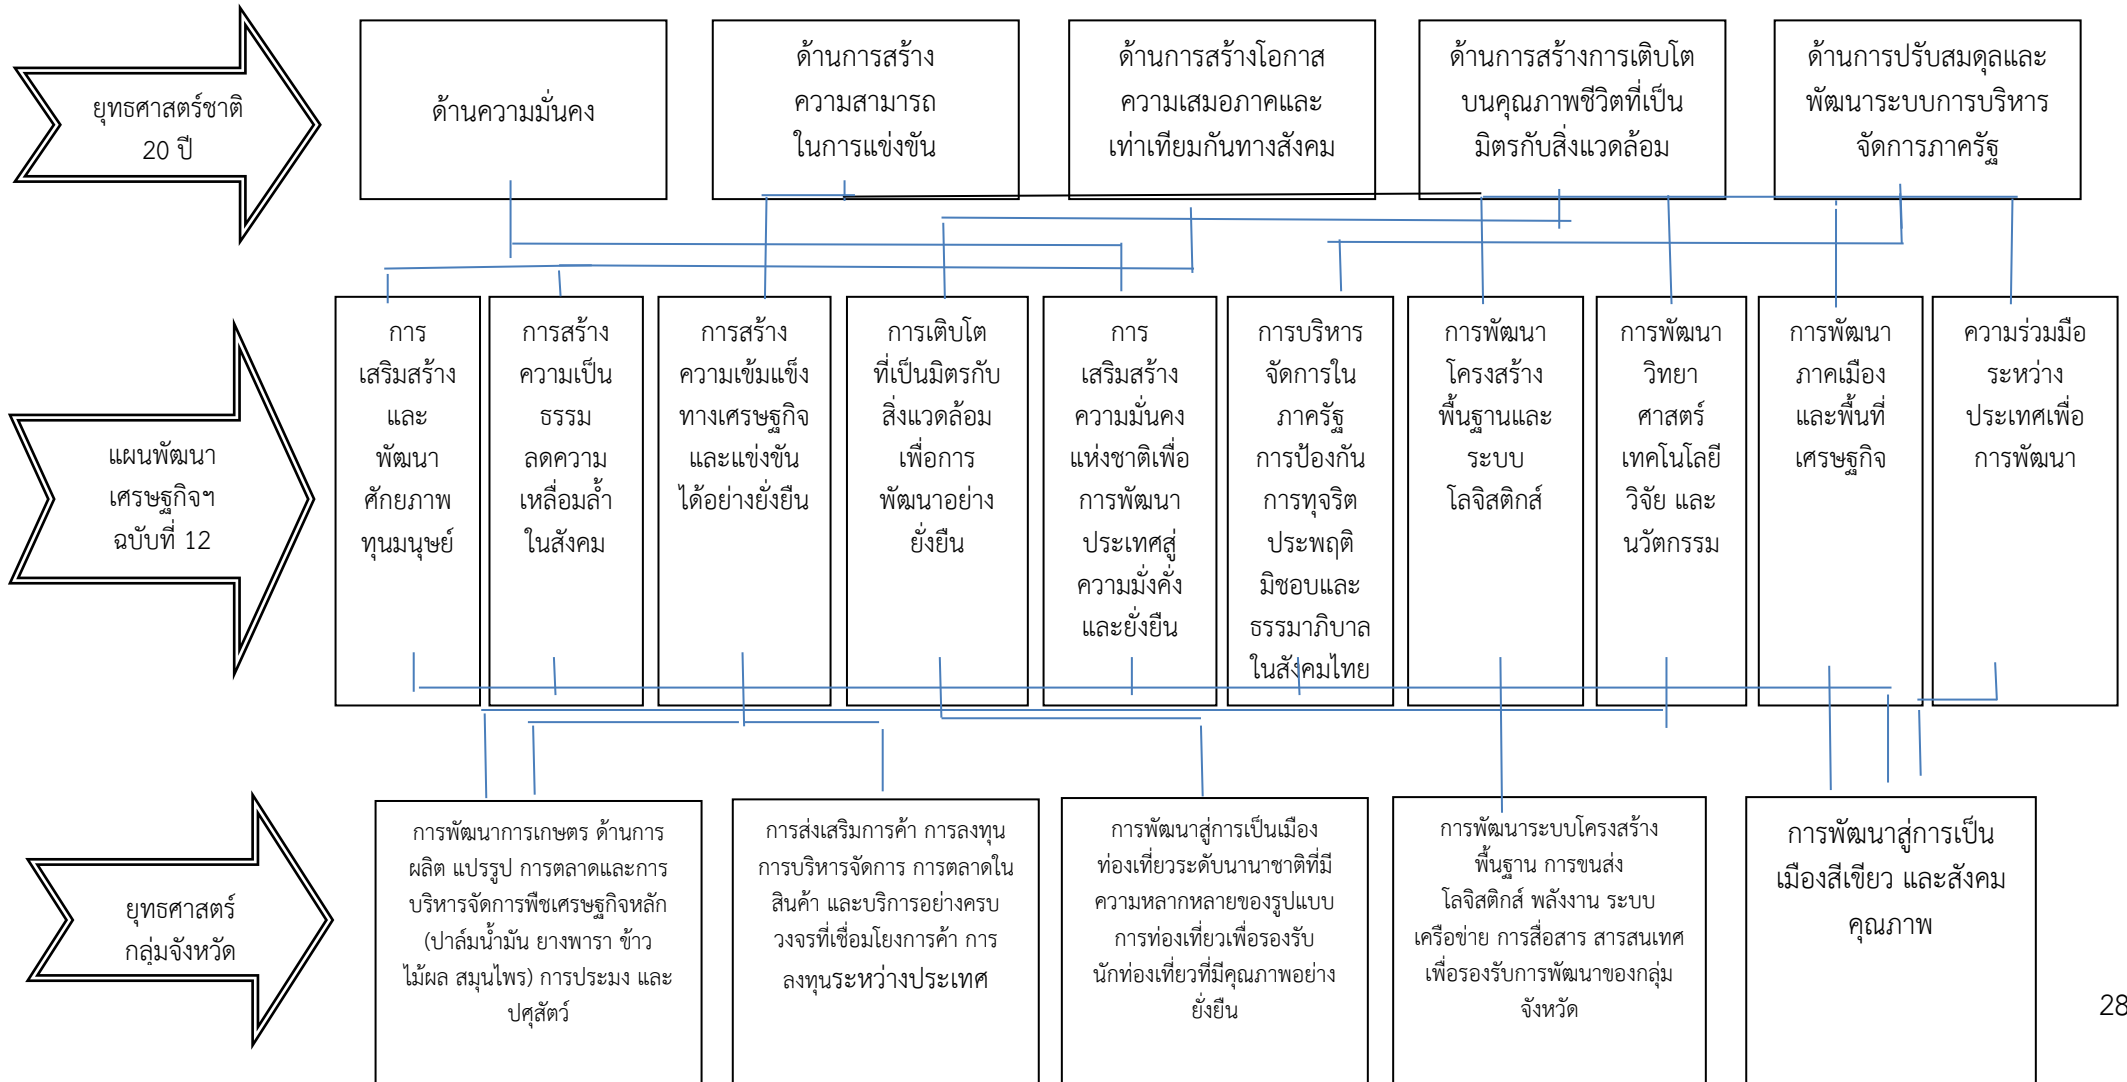 ยุทธศาสตร์ชาติ
20 ปี
ด้านความมั่นคง
ด้านการสร้าง
ความสามารถ
ในการแข่งขัน
ด้านการสร้างโอกาส
ความเสมอภาคและ
เท่าเทียมกันทางสังคม
ด้านการสร้างการเติบโต
บนคุณภาพชีวิตที่เป็น
มิตรกับสิ่งแวดล้อม
ด้านการปรับสมดุลและ
พัฒนาระบบการบริหาร
จัดการภาครัฐ
แผนพัฒนา
เศรษฐกิจฯ
ฉบับที่ 12
การ
เสริมสร้าง
และ
พัฒนา
ศักยภาพ
ทุนมนุษย์
การสร้าง
ความเป็น
ธรรม
ลดความ
เหลื่อมล้ำ
ในสังคม
การสร้าง
ความเข้มแข็ง
ทางเศรษฐกิจ
และแข่งขัน
ได้อย่างยั่งยืน
การเติบโต
ที่เป็นมิตรกับ
สิ่งแวดล้อม
เพื่อการ
พัฒนาอย่าง
ยั่งยืน
การ
เสริมสร้าง
ความมั่นคง
แห่งชาติเพื่อ
การพัฒนา
ประเทศสู่
ความมั่งคั่ง
และยั่งยืน
การบริหาร
จัดการใน
ภาครัฐ
การป้องกัน
การทุจริต
ประพฤติ
มิชอบและ
ธรรมาภิบาล
ในสังคมไทย
การพัฒนา
โครงสร้าง
พื้นฐานและ
ระบบ
โลจิสติกส์
การพัฒนา
วิทยา
ศาสตร์
เทคโนโลยี
วิจัย และ
นวัตกรรม
การพัฒนา
ภาคเมือง
และพื้นที่
เศรษฐกิจ
ความร่วมมือ
ระหว่าง
ประเทศเพื่อ
การพัฒนา
ยุทธศาสตร์
กลุ่มจังหวัด
การพัฒนาการเกษตร ด้านการ
ผลิต แปรรูป การตลาดและการ
บริหารจัดการพืชเศรษฐกิจหลัก
(ปาล์มน้ำมัน ยางพารา ข้าว
ไม้ผล สมุนไพร) การประมง และ
ปศุสัตว์
การส่งเสริมการค้า การลงทุน
การบริหารจัดการ การตลาดใน
สินค้า และบริการอย่างครบ
วงจรที่เชื่อมโยงการค้า การ
ลงทุนระหว่างประเทศ
การพัฒนาสู่การเป็นเมือง
ท่องเที่ยวระดับนานาชาติที่มี
ความหลากหลายของรูปแบบ
การท่องเที่ยวเพื่อรองรับ
นักท่องเที่ยวที่มีคุณภาพอย่าง
ยั่งยืน
การพัฒนาระบบโครงสร้าง
พื้นฐาน การขนส่ง
โลจิสติกส์ พลังงาน ระบบ
เครือข่าย การสื่อสาร สารสนเทศ
เพื่อรองรับการพัฒนาของกลุ่ม
จังหวัด
การพัฒนาสู่การเป็น
เมืองสีเขียว และสังคม
คุณภาพ
28